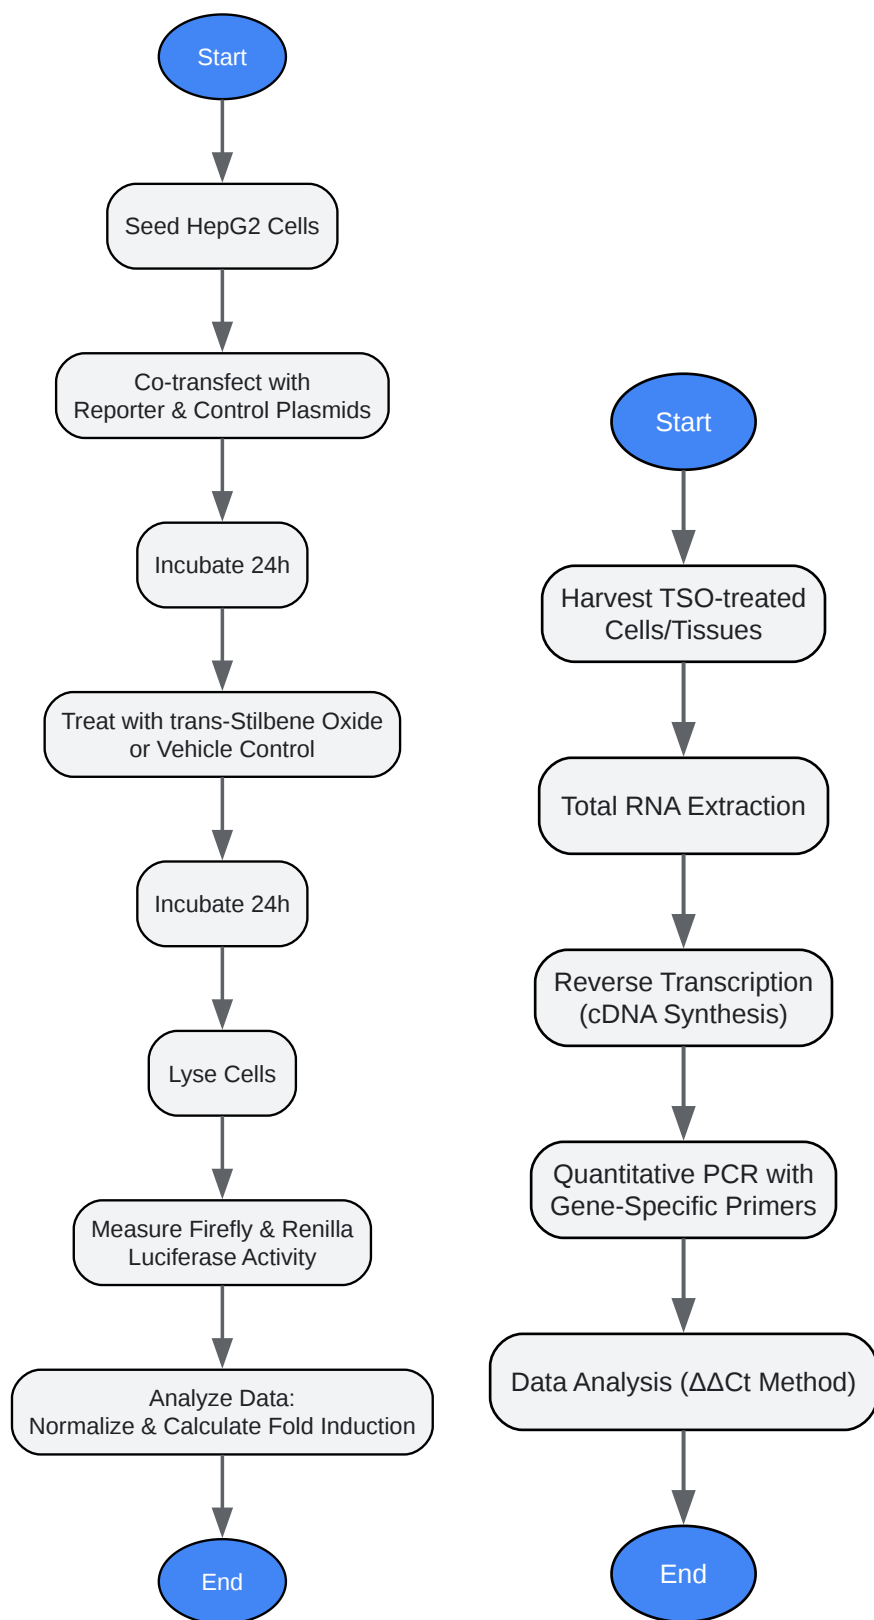 Start
Seed HepG2 Cells
Co-transfect with
Reporter & Control Plasmids
Incubate 24h
Treat with trans-Stilbene Oxide
or Vehicle Control
Incubate 24h
Lyse Cells
Measure Firefly & Renilla
Luciferase Activity
Analyze Data:
Normalize & Calculate Fold Induction
End
Start
Harvest TSO-treated
Cells/Tissues
Total RNA Extraction
Reverse Transcription
(cDNA Synthesis)
Quantitative PCR with
Gene-Specific Primers
Data Analysis (ΔΔCt Method)
End